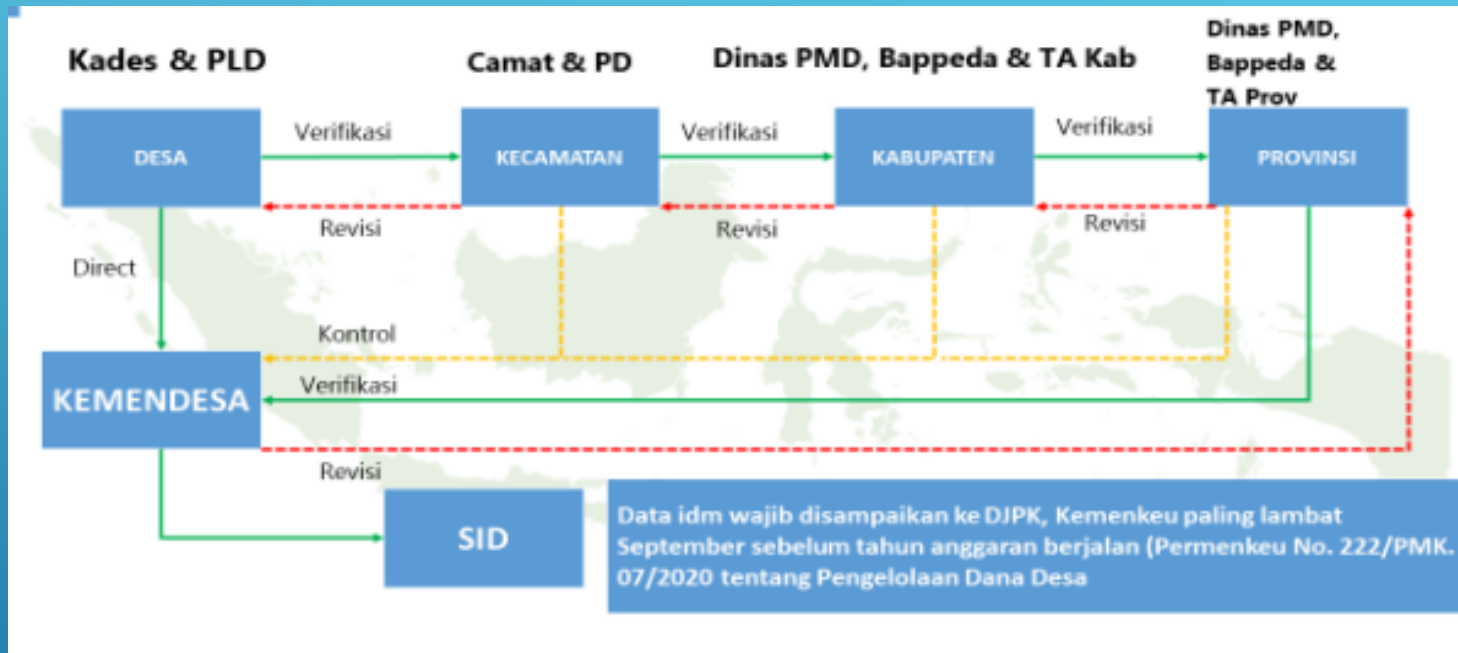 Kades & PLD
Camat & PD
Dinas PMD, Bappeda & TA Kab
Dinas PMD,
Bappeda &
TA Prov
DESA
Verifikasi
KECAMATAN
Verifikasi
KABUPATEN
Verifikasi
PROVINSI
Revisi
Revisi
Revisi
Direct
Kontrol
KEMENDESA
Verifikasi
Revisi
SID
Data idm wajib disampaikan ke DJPK, Kemenkeu paling lambat
September sebelum tahun anggaran berjalan (Permenkeu No. 222/PMK.
07/2020 tentang Pengelolaan Dana Desa